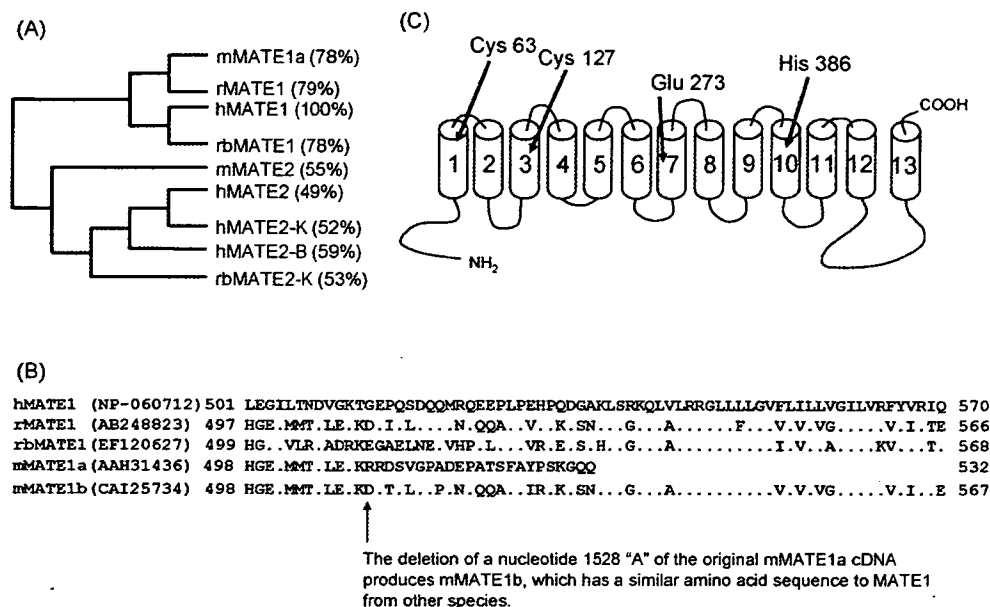 (A)
mMATE1a (78%)
rMATE1 (79%)
hMATE1 (100%)
rbMATE1 (78%)
mMATE2 (55%)
hMATE2 (49%)
hMATE2-K (52%)
hMATE2-B (59%)
rbMATE2-K (53%)
(C)
Cys 63
Cys 127
Glu 273
His 386
COOH
1 2 3 4 5 6 7 8 9 10 11 12 13
NH2
(B)
hMATE1 (NP-060712) 501 LEGILTNDVGKTGEPQSDQQMRQEEPLPEHPQDGAKLSRKQLVLRRGLLLLGVFLILLVGILVRFYVRIQ 570
rMATE1 (AB248823) 497 HGE.MMT.LE.KD.I.L....N.QQA..V..K.SN...G...A.........F...V.V.VG.....V.I.TE 566
rbMATE1 (EF120627) 499 HG..VLR.ADRKEGAELNE.VHP.L...VR.E.S.H..G...A.............I.V..A....KV...T. 568
mMATE1a (AAH31436) 498 HGE.MMT.LE.KRRDSVGPADEPATSFAYPSKGQQ 532
mMATE1b (CAI25734) 498 HGE.MMT.LE.KD.T.L..P.N.QQA..IR.K.SN...G...A.............V.V.VG.....V.I..E 567
The deletion of a nucleotide 1528 "A" of the original mMATE1a cDNA
produces mMATE1b, which has a similar amino acid sequence to MATE1
from other species.